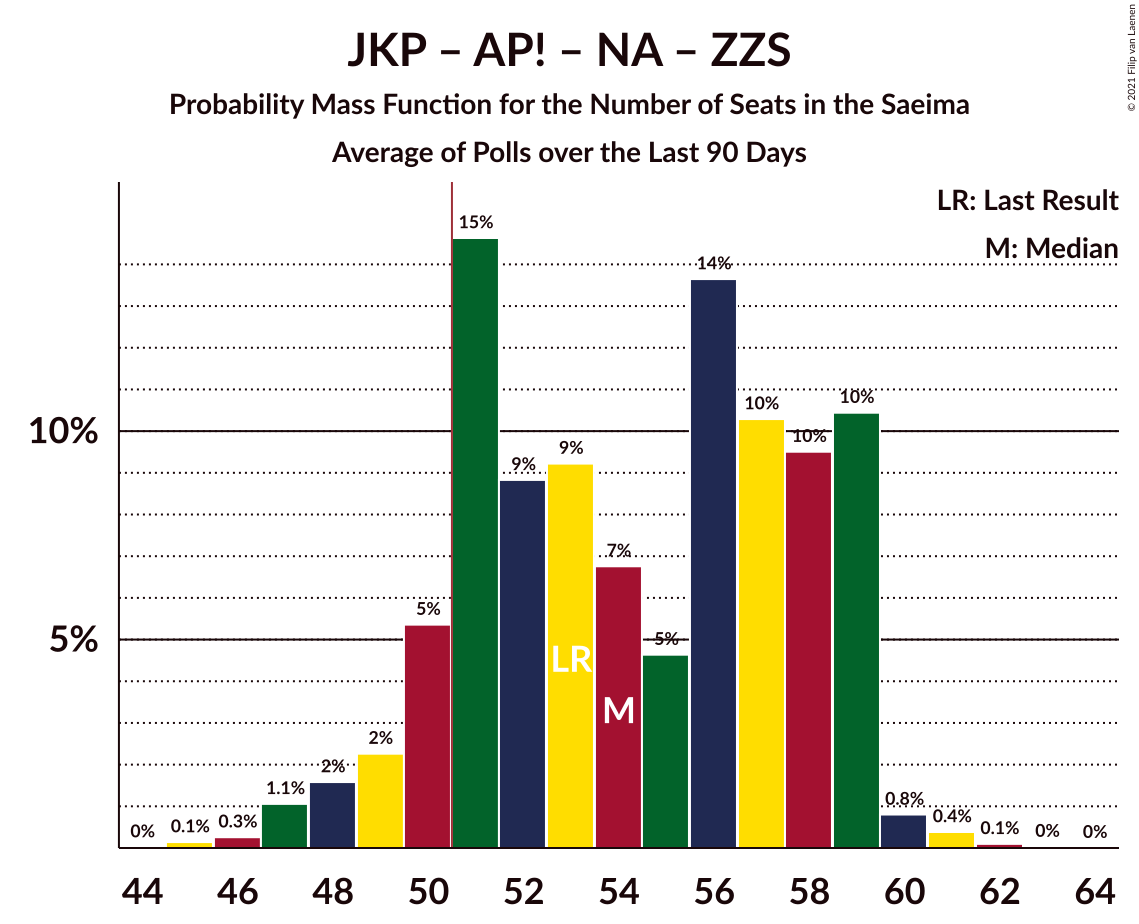 JKP – AP! – NA – ZZS
Probability Mass Function for the Number of Seats in the Saeima
Average of Polls over the Last 90 Days
© 2021 Filip van Laenen
LR: Last Result
M: Median
10%
5%
0%
0.1%
0.3%
1.1%
2%
2%
5%
15%
9%
9%
7%
5%
14%
10%
10%
10%
0.8%
0.4%
0.1%
0%
0%
LR
M
44 46 48 50 52 54 56 58 60 62 64